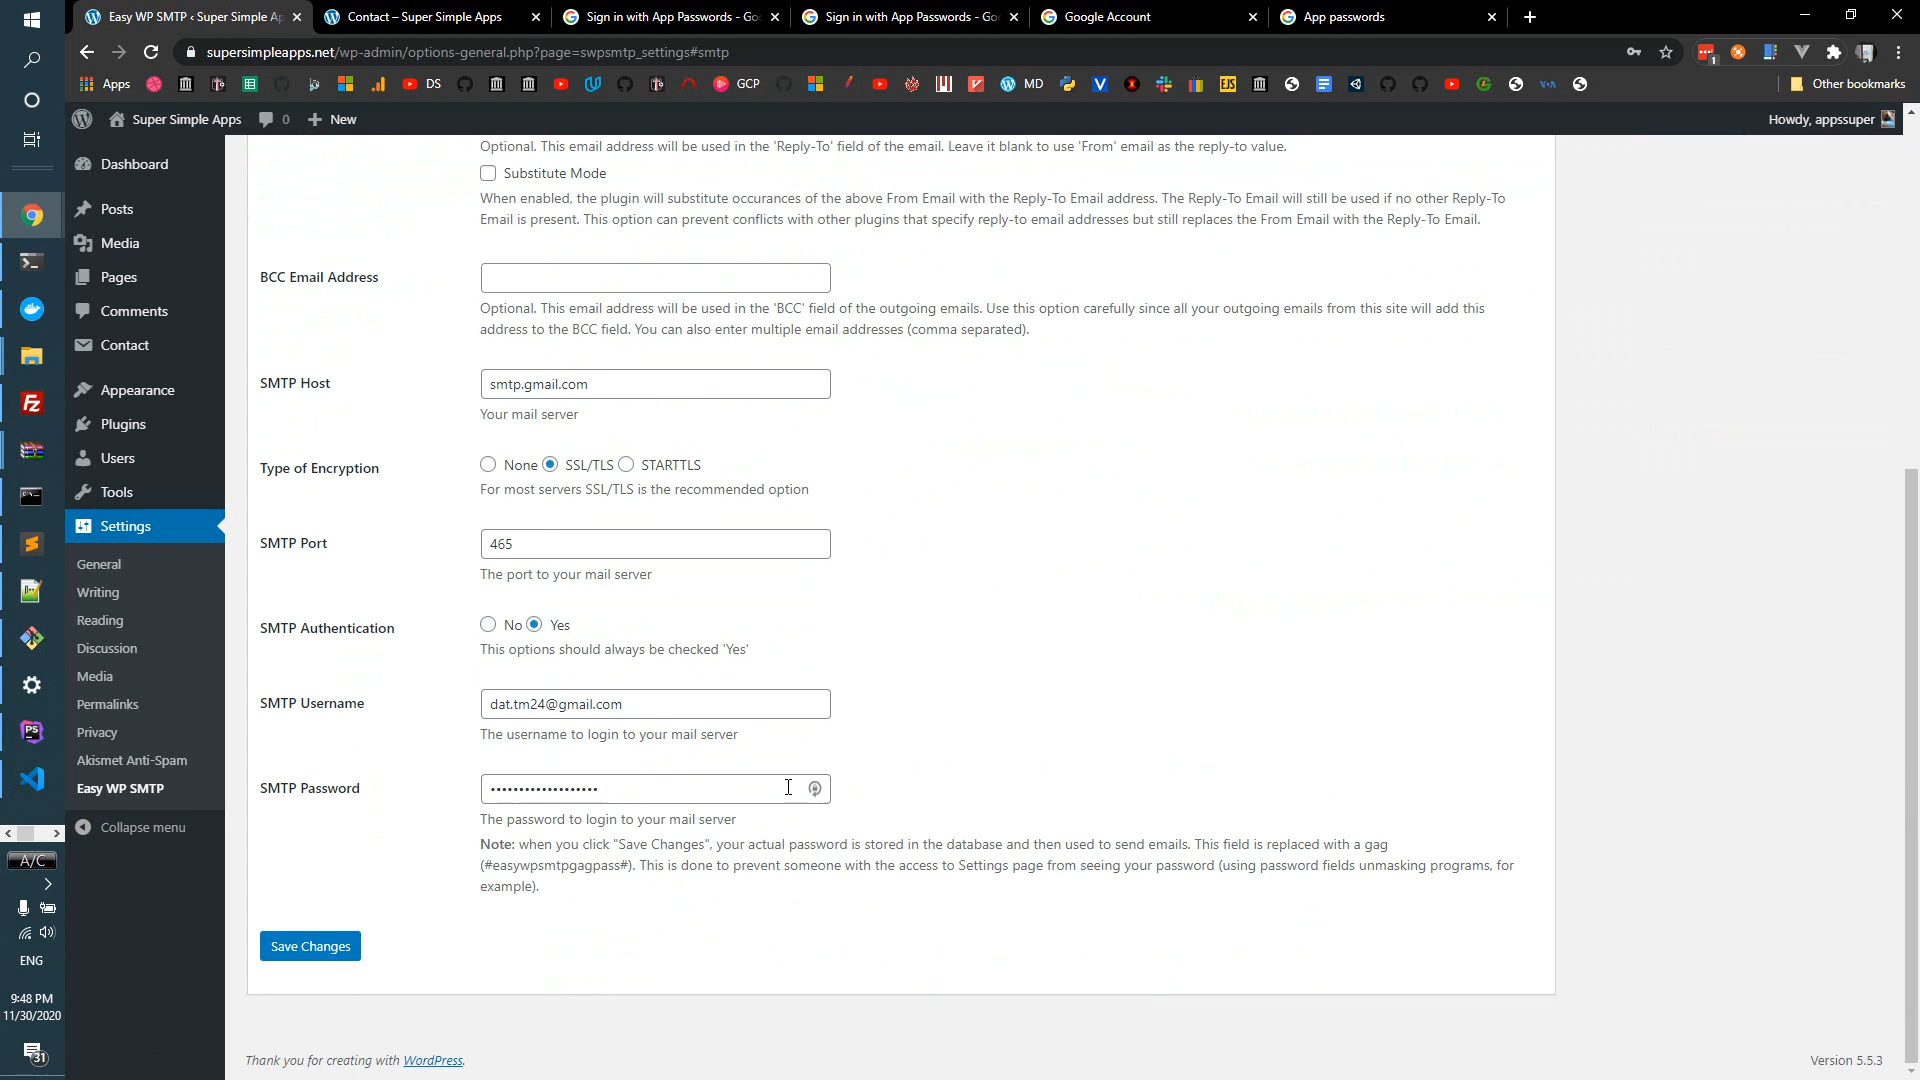 Easy WP SMTP ‹ Super Simple Ap
Contact – Super Simple Apps
Sign in with App Passwords - Go
Sign in with App Passwords - Go
Google Account
App passwords
supersimpleapps.net/wp-admin/options-general.php?page=swpsmtp_settings#smtp
1
Apps
DS
GCP
MD
EJS
VOA
Other bookmarks
Super Simple Apps
0
New
Howdy, appssuper
Dashboard
Posts
Media
Pages
Comments
Contact
Appearance
Plugins
Users
Tools
Settings
General
Writing
Reading
Discussion
Media
Permalinks
Privacy
Akismet Anti-Spam
Easy WP SMTP
Collapse menu
Optional. This email address will be used in the 'Reply-To' field of the email. Leave it blank to use 'From' email as the reply-to value.
Substitute Mode
When enabled, the plugin will substitute occurances of the above From Email with the Reply-To Email address. The Reply-To Email will still be used if no other Reply-To
Email is present. This option can prevent conflicts with other plugins that specify reply-to email addresses but still replaces the From Email with the Reply-To Email.
BCC Email Address
Optional. This email address will be used in the 'BCC' field of the outgoing emails. Use this option carefully since all your outgoing emails from this site will add this
address to the BCC field. You can also enter multiple email addresses (comma separated).
SMTP Host
smtp.gmail.com
Your mail server
Type of Encryption
None SSL/TLS STARTTLS
For most servers SSL/TLS is the recommended option
SMTP Port
465
The port to your mail server
SMTP Authentication
No Yes
This options should always be checked 'Yes'
SMTP Username
dat.tm24@gmail.com
The username to login to your mail server
SMTP Password
•••••••••••••••••••
The password to login to your mail server
Note: when you click "Save Changes", your actual password is stored in the database and then used to send emails. This field is replaced with a gag
(#easywpsmtpgagpass#). This is done to prevent someone with the access to Settings page from seeing your password (using password fields unmasking programs, for
example).
Save Changes
Thank you for creating with WordPress.
Version 5.5.3
Fz
PS
A/C
ENG
9:48 PM
11/30/2020
31